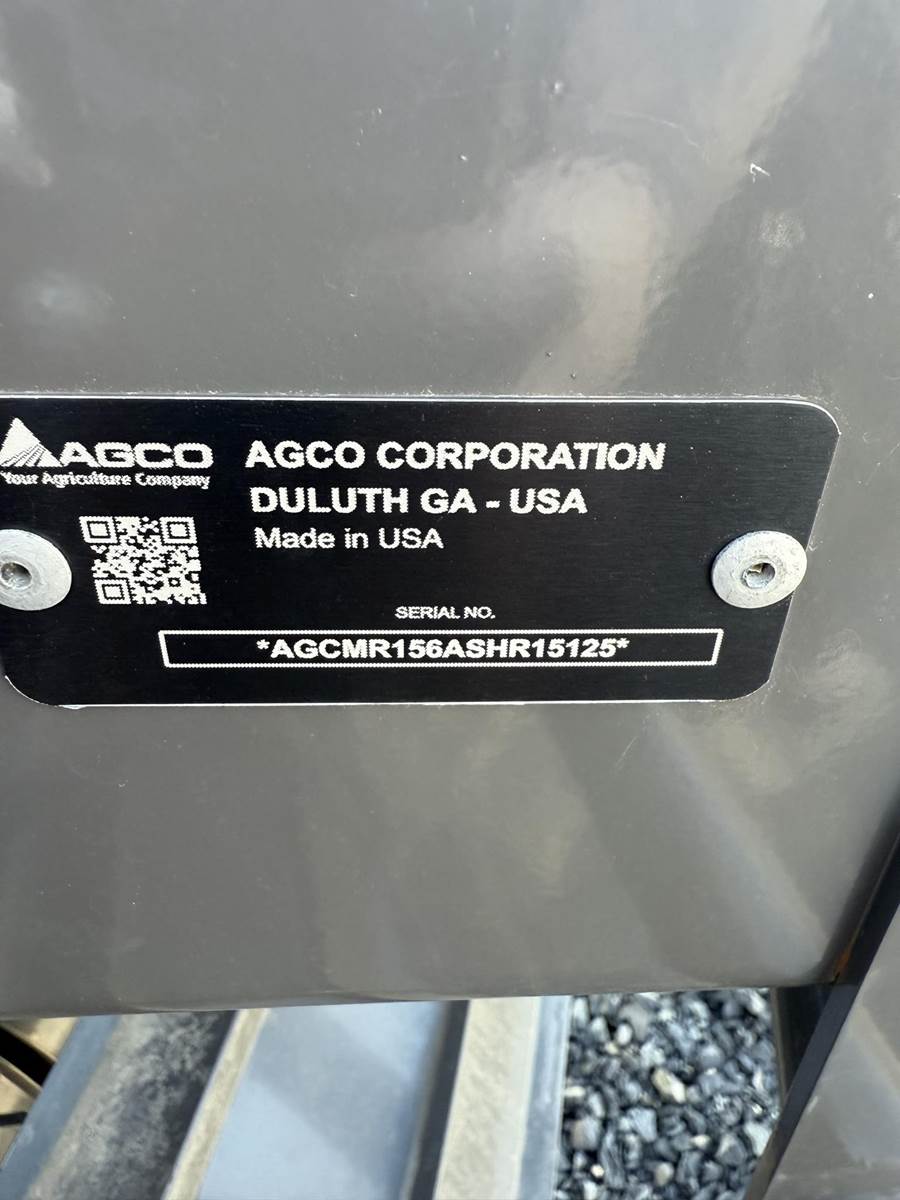 AGCO
Your Agriculture Company
AGCO CORPORATION
DULUTH GA - USA
Made in USA
SERIAL NO.
*AGCMR156ASHR15125*